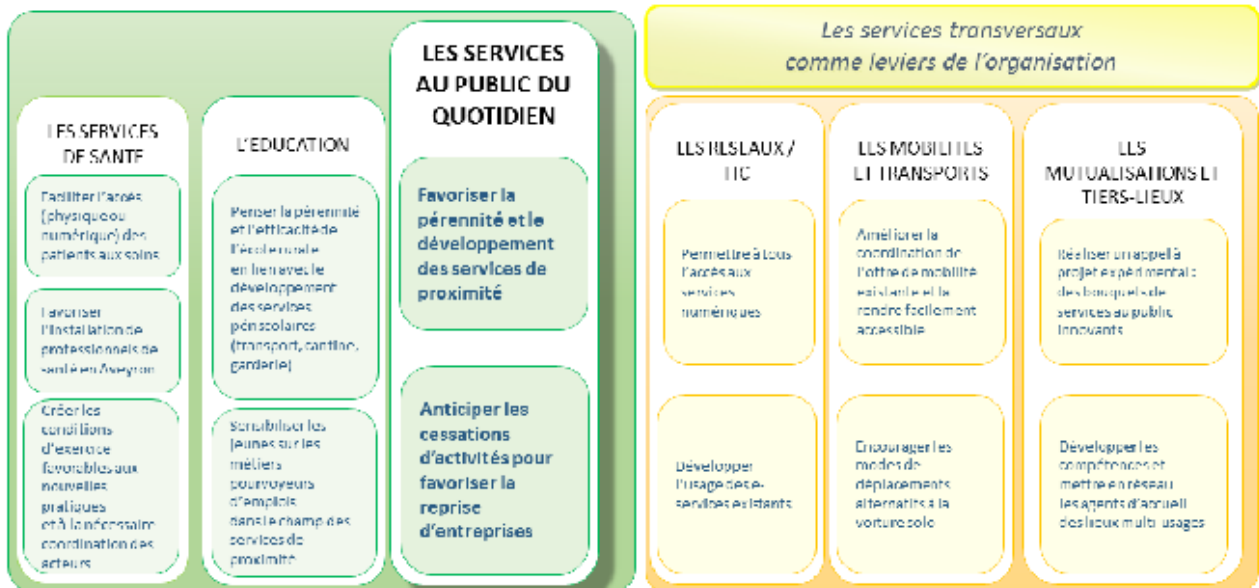 LES SERVICES
DE SANTE
Faciliter l'accès
(physique ou
numérique) des
patients aux soins
Favoriser
l'installation de
professionnels de
santé en Aveyron
Créer les
conditions
d'exercice
favorables aux
nouvelles
pratiques
et à la nécessaire
coordination des
acteurs
L'EDUCATION
Penser la pérennité
et l'efficacité de
l'école rurale
en lien avec le
développement
des services
périscolaires
(transport, cantine,
garderie)
Sensibiliser les
jeunes sur les
métiers
pourvoyeurs
d'emplois
dans le champ des
services de
proximité
LES SERVICES
AU PUBLIC DU
QUOTIDIEN
Favoriser la
pérennité et le
développement
des services de
proximité
Anticiper les
cessations
d'activités pour
favoriser la
reprise
d'entreprises
Les services transversaux
comme leviers de l'organisation
LES RESEAUX /
TIC
Permettre à tous
l'accès aux
services
numériques
Développer
l'usage des e-
services existants
LES MOBILITES
ET TRANSPORTS
Améliorer la
coordination de
l'offre de mobilité
existante et la
rendre facilement
accessible
Encourager les
modes de
déplacements
alternatifs à la
voiture solo
LES
MUTUALISATIONS ET
TIERS-LIEUX
Réaliser un appel à
projet expérimental :
des bouquets de
services au public
innovants
Développer les
compétences et
mettre en réseau
les agents d'accueil
des lieux multi-usages